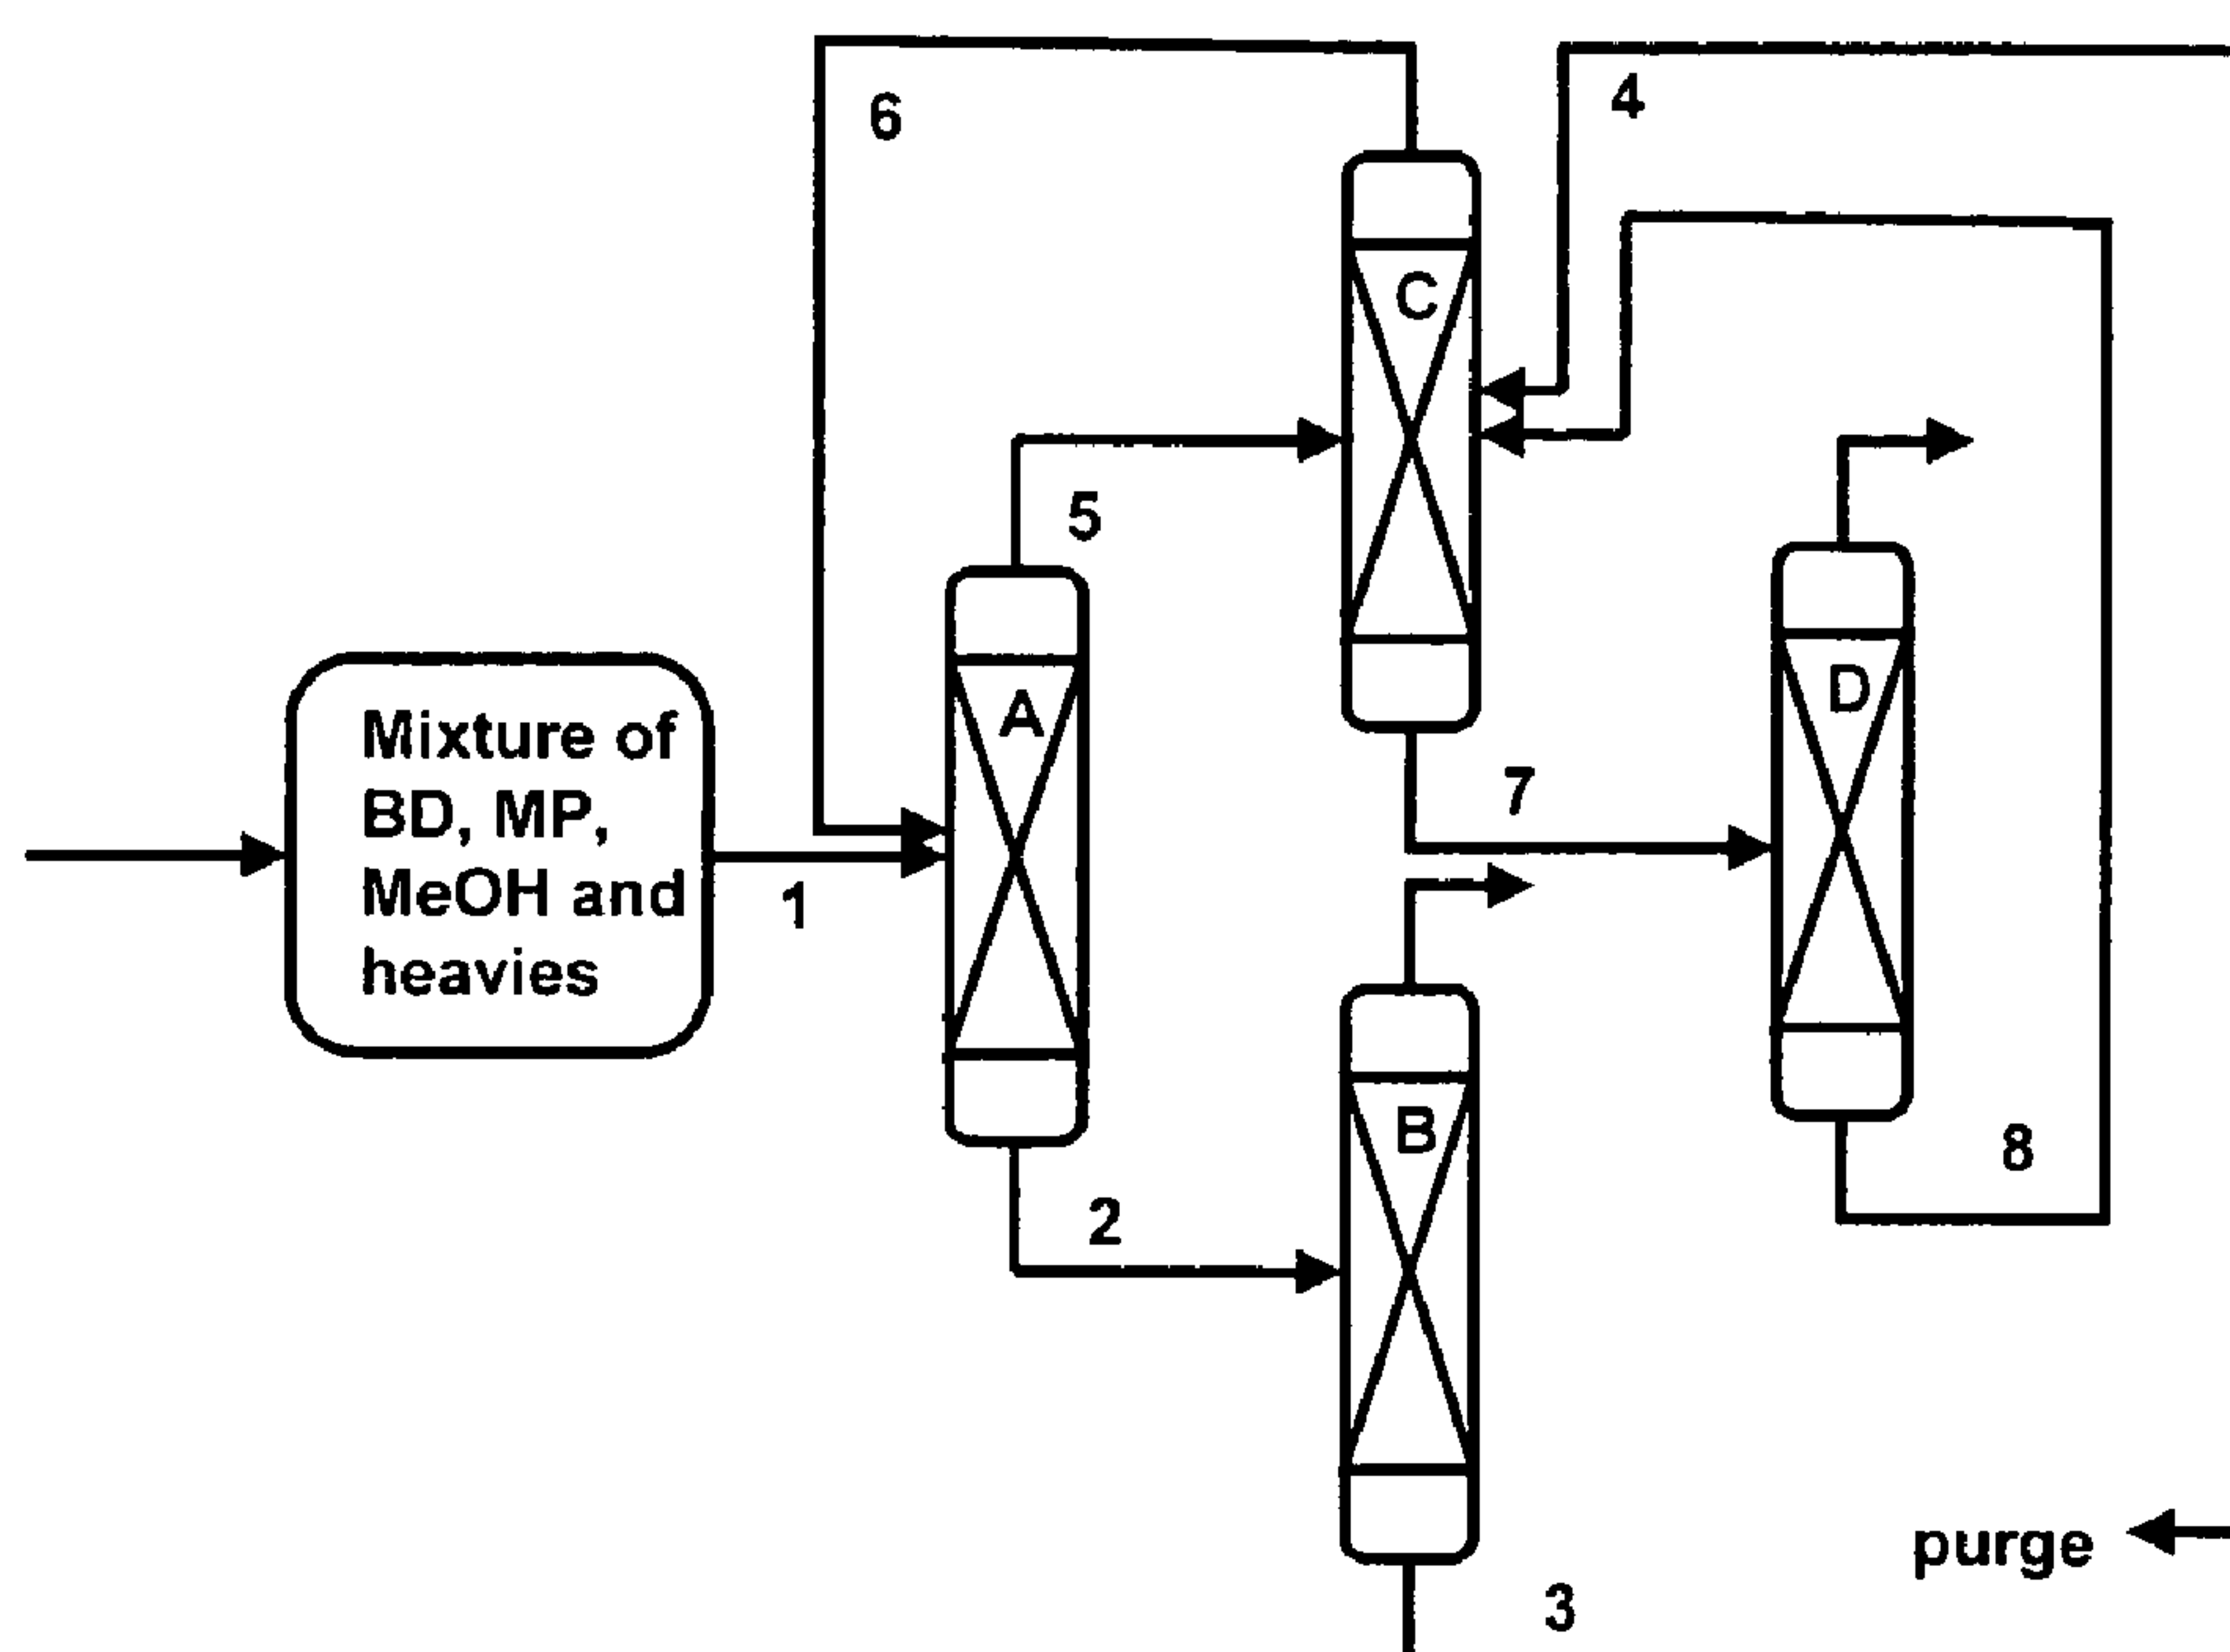 6
4
C
5
A
D
Mixture of
BD, MP,
MeOH and
heavies
7
1
B
8
2
purge
3